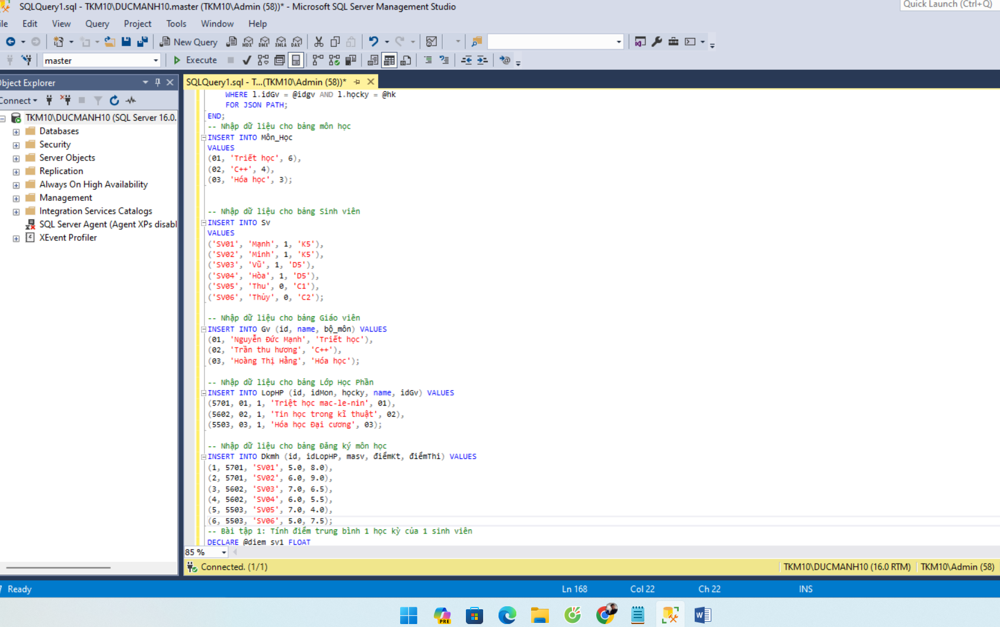 SQLQuery1.sql - TKM10\DUCMANH10.master (TKM10\Admin (58))* - Microsoft SQL Server Management Studio
Quick Launch (Ctrl+Q)
ile Edit View Query Project Tools Window Help
New Query MDX DMX XMLA DAX
master Execute
bject Explorer
Connect
TKM10\DUCMANH10 (SQL Server 16.0.
Databases
Security
Server Objects
Replication
Always On High Availability
Management
Integration Services Catalogs
SQL Server Agent (Agent XPs disabl
XEvent Profiler
SQLQuery1.sql - T...(TKM10\Admin (58))*
WHERE l.idGv = @idgv AND l.họcky = @hk
FOR JSON PATH;
END;
-- Nhập dữ liệu cho bảng môn học
INSERT INTO Môn_Học
VALUES
(01, 'Triết học', 6),
(02, 'C++', 4),
(03, 'Hóa học', 3);
-- Nhập dữ liệu cho bảng Sinh viên
INSERT INTO Sv
VALUES
('SV01', 'Mạnh', 1, 'K5'),
('SV02', 'Minh', 1, 'K5'),
('SV03', 'Vũ', 1, 'D5'),
('SV04', 'Hòa', 1, 'D5'),
('SV05', 'Thu', 0, 'C1'),
('SV06', 'Thủy', 0, 'C2');
-- Nhập dữ liệu cho bảng Giáo viên
INSERT INTO Gv (id, name, bộ_môn) VALUES
(01, 'Nguyễn Đức Mạnh', 'Triết học'),
(02, 'Trần thu hương', 'C++'),
(03, 'Hoàng Thị Hằng', 'Hóa học');
-- Nhập dữ liệu cho bảng Lớp Học Phần
INSERT INTO LopHP (id, idMon, họcky, name, idGv) VALUES
(5701, 01, 1, 'Triệt học mac-le-nin', 01),
(5602, 02, 1, 'Tin học trong kĩ thuật', 02),
(5503, 03, 1, 'Hóa học Đại cương', 03);
-- Nhập dữ liệu cho bảng Đăng ký môn học
INSERT INTO Dkmh (id, idLopHP, masv, điểmKt, điểmThi) VALUES
(1, 5701, 'SV01', 5.0, 8.0),
(2, 5701, 'SV02', 6.0, 9.0),
(3, 5602, 'SV03', 7.0, 6.5),
(4, 5602, 'SV04', 6.0, 5.5),
(5, 5503, 'SV05', 7.0, 4.0),
(6, 5503, 'SV06', 5.0, 7.5);
-- Bài tập 1: Tính điểm trung bình 1 học kỳ của 1 sinh viên
DECLARE @diem_sv1 FLOAT
85 %
Connected. (1/1) TKM10\DUCMANH10 (16.0 RTM) TKM10\Admin (58)
Ready Ln 168 Col 22 Ch 22 INS
PRE